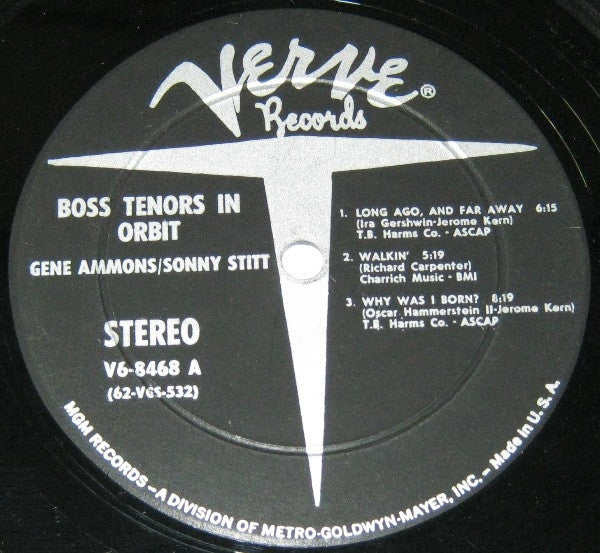 Verve®
Records
BOSS TENORS IN
ORBIT
GENE AMMONS/SONNY STITT
STEREO
V6-8468 A
(62-VGS-532)
1. LONG AGO, AND FAR AWAY 6:15
(Ira Gershwin-Jerome Kern)
T.B. Harms Co. - ASCAP
2. WALKIN' 5:19
(Richard Carpenter)
Charrich Music - BMI
3. WHY WAS I BORN? 8:19
(Oscar Hammerstein II-Jerome Kern)
T.B. Harms Co. - ASCAP
MGM RECORDS – A DIVISION OF METRO-GOLDWYN-MAYER, INC. – Made in U. S. A.